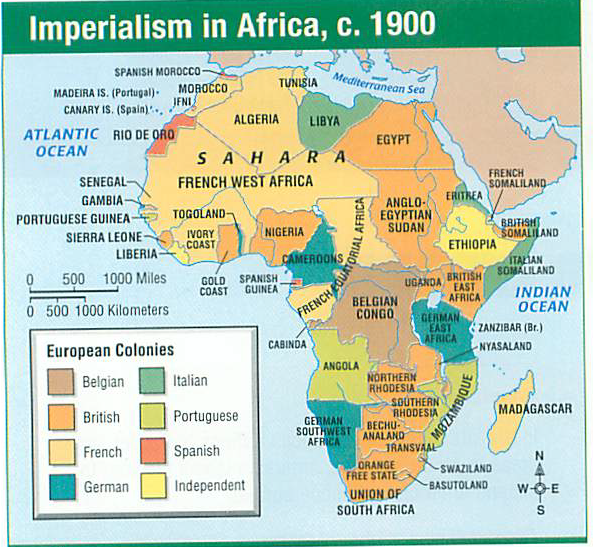 Imperialism in Africa, c. 1900
SPANISH MOROCCO
MADEIRA IS. (Portugal)
MOROCCO
IFNI
CANARY IS. (Spain)
TUNISIA
Mediterranean Sea
ATLANTIC
OCEAN
RIO DE ORO
ALGERIA
LIBYA
EGYPT
SAHARA
FRENCH WEST AFRICA
SENEGAL
GAMBIA
PORTUGUESE GUINEA
SIERRA LEONE
LIBERIA
TOGOLAND
IVORY
COAST
GOLD
COAST
NIGERIA
CAMEROONS
SPANISH
GUINEA
FRENCH EQUATORIAL AFRICA
ANGLO-
EGYPTIAN
SUDAN
ERITREA
FRENCH
SOMALILAND
BRITISH
SOMALILAND
ETHIOPIA
ITALIAN
SOMALILAND
UGANDA
BRITISH
EAST
AFRICA
INDIAN
OCEAN
BELGIAN
CONGO
GERMAN
EAST
AFRICA
ZANZIBAR (Br.)
NYASALAND
CABINDA
ANGOLA
NORTHERN
RHODESIA
SOUTHERN
RHODESIA
MOZAMBIQUE
MADAGASCAR
GERMAN
SOUTHWEST
AFRICA
BECHU-
ANALAND
TRANSVAAL
ORANGE
FREE STATE
SWAZILAND
BASUTOLAND
UNION OF
SOUTH AFRICA
0 500 1000 Miles
0 500 1000 Kilometers
European Colonies
Belgian
Italian
British
Portuguese
French
Spanish
German
Independent
N
W E
S